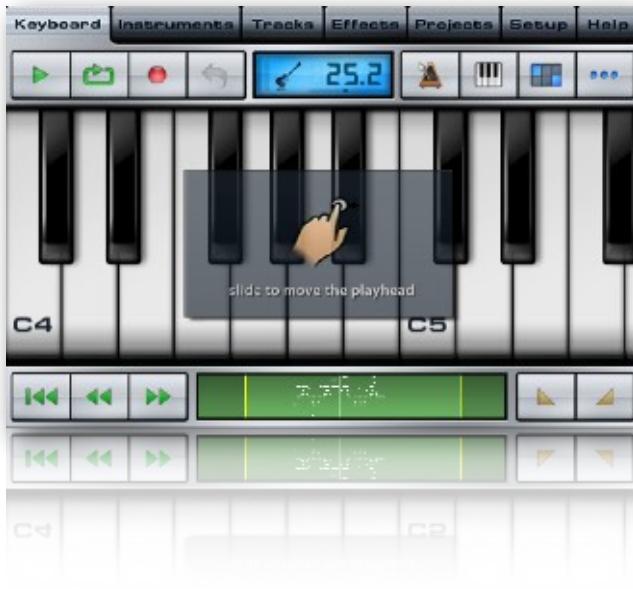 Keyboard Instruments Tracks Effects Projects Setup Help
25.2
slide to move the playhead
C4 C5